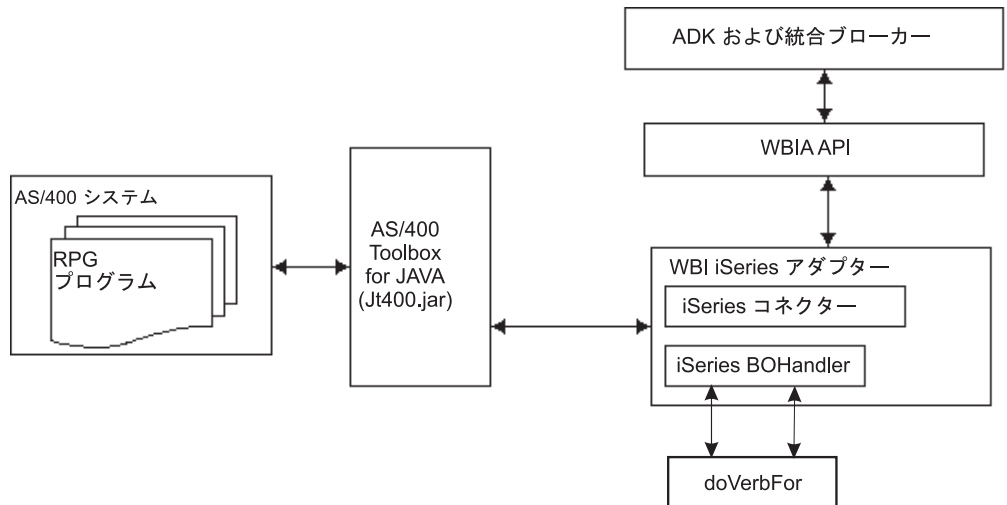 ADK および統合ブローカー
WBIA API
AS/400 システム
RPG
プログラム
AS/400
Toolbox
for JAVA
(Jt400.jar)
WBI iSeries アダプター
iSeries コネクター
iSeries BOHandler
doVerbFor